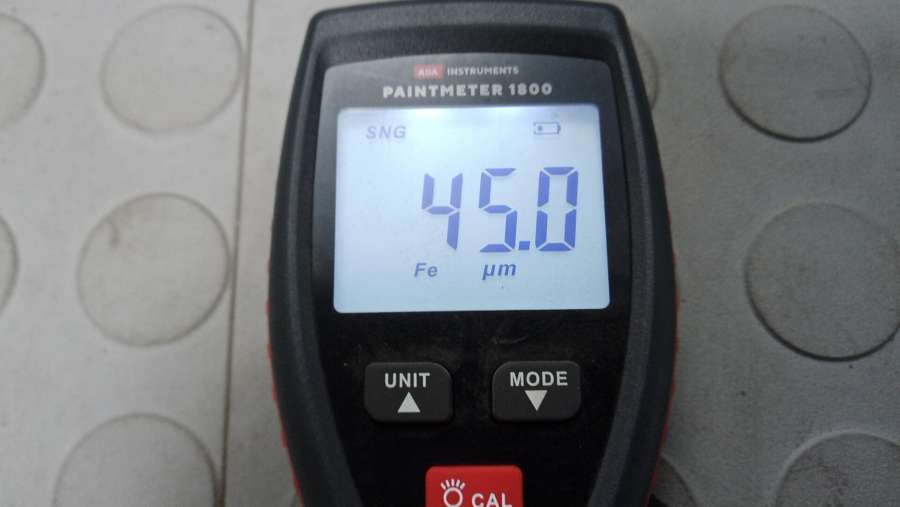 ADA INSTRUMENTS
PAINTMETER 1800
SNG
45.0
Fe µm
UNIT MODE
CAL